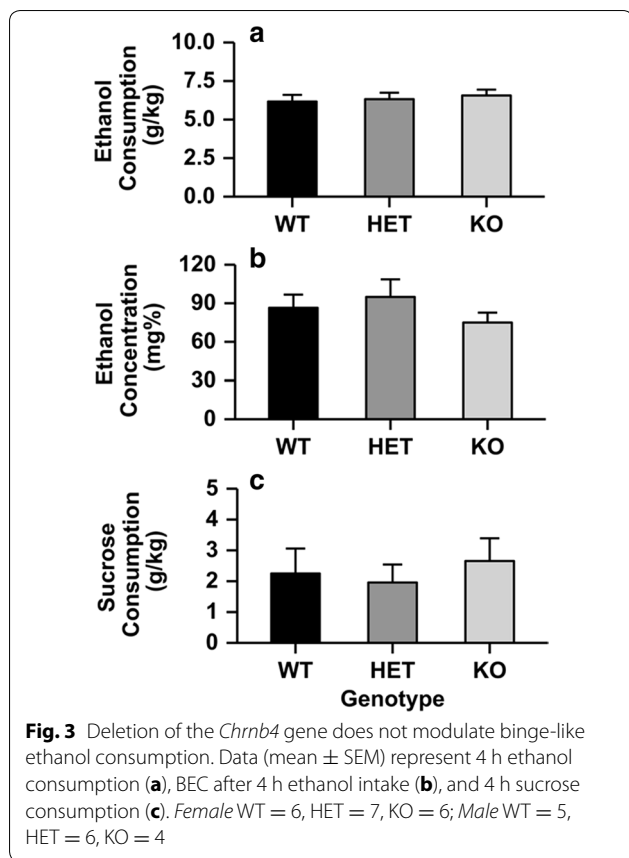 a
Ethanol
Consumption
(g/kg)
10.0
7.5
5.0
2.5
0.0
WT HET KO
b
Ethanol
Concentration
(mg%)
120
90
60
30
0
WT HET KO
c
Sucrose
Consumption
(g/kg)
5
4
3
2
1
0
WT HET KO
Genotype
Fig. 3 Deletion of the Chrnb4 gene does not modulate binge-like
ethanol consumption. Data (mean ± SEM) represent 4 h ethanol
consumption (a), BEC after 4 h ethanol intake (b), and 4 h sucrose
consumption (c). Female WT = 6, HET = 7, KO = 6; Male WT = 5,
HET = 6, KO = 4